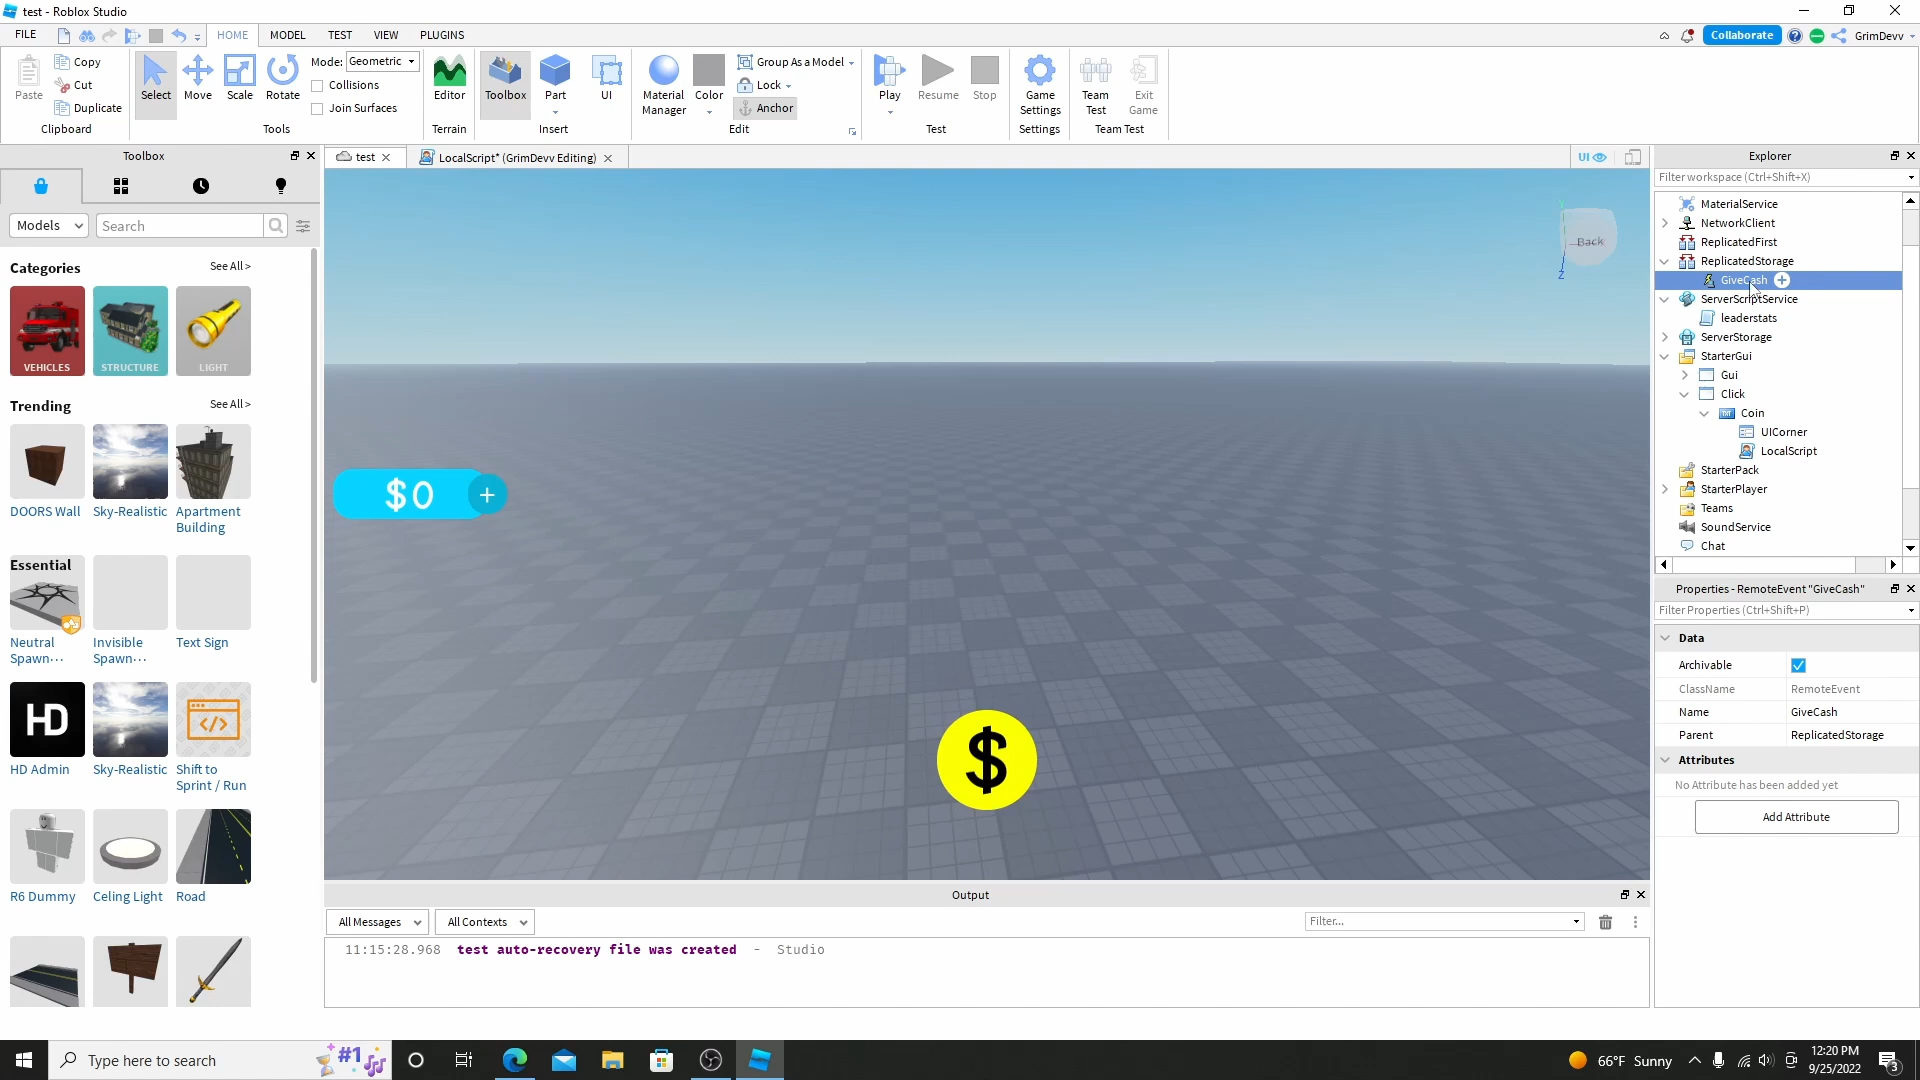 test - Roblox Studio
FILE
HOME
MODEL
TEST
VIEW
PLUGINS
Collaborate
GrimDevv
Paste
Copy
Cut
Duplicate
Clipboard
Select
Move
Scale
Rotate
Mode: Geometric
Collisions
Join Surfaces
Tools
Editor
Terrain
Toolbox
Part
UI
Insert
Material
Manager
Color
Group As a Model
Lock
Anchor
Edit
Play
Resume
Stop
Test
Game
Settings
Settings
Team
Test
Exit
Game
Team Test
Toolbox
test
LocalScript* (GrimDevv Editing)
UI
Explorer
Models
Search
Categories
See All >
VEHICLES
STRUCTURE
LIGHT
Trending
See All >
DOORS Wall
Sky-Realistic
Apartment
Building
Essential
Neutral
Spawn···
Invisible
Spawn···
Text Sign
HD
</>
HD Admin
Sky-Realistic
Shift to
Sprint / Run
R6 Dummy
Celing Light
Road
Back
Z
$0
+
$
Filter workspace (Ctrl+Shift+X)
MaterialService
NetworkClient
ReplicatedFirst
ReplicatedStorage
GiveCash
ServerScriptService
leaderstats
ServerStorage
StarterGui
Gui
Click
Coin
UICorner
LocalScript
StarterPack
StarterPlayer
Teams
SoundService
Chat
Properties - RemoteEvent "GiveCash"
Filter Properties (Ctrl+Shift+P)
Data
Archivable
ClassName RemoteEvent
Name GiveCash
Parent ReplicatedStorage
Attributes
No Attribute has been added yet
Add Attribute
Output
All Messages
All Contexts
Filter...
11:15:28.968 test auto-recovery file was created - Studio
Type here to search
#1
66°F Sunny
12:20 PM
9/25/2022
3